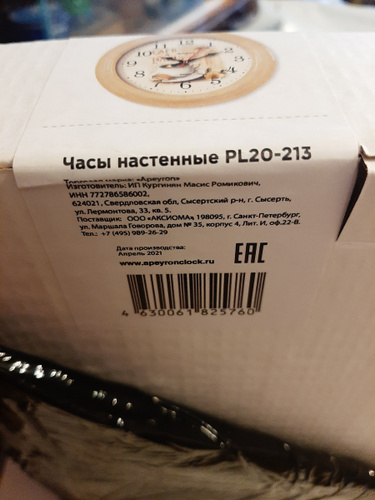 Часы настенные PL20-213
Торговая марка: «Apeyron»
Изготовитель: ИП Кургинян Масис Ромикович,
ИНН 772786586002,
624021, Свердловская обл, Сысертский р-н, г. Сысерть,
ул. Лермонтова, 33, кв. 5.
Поставщик: ООО «АКСИОМА» 198095, г. Санкт-Петербург,
ул. Маршала Говорова, дом № 35, корпус 4, Лит. И, оф.22-В.
Тел.: +7 (495) 989-26-29
Дата производства:
Апрель 2021
www.apeyronclock.ru
EAC
4 630061 825760